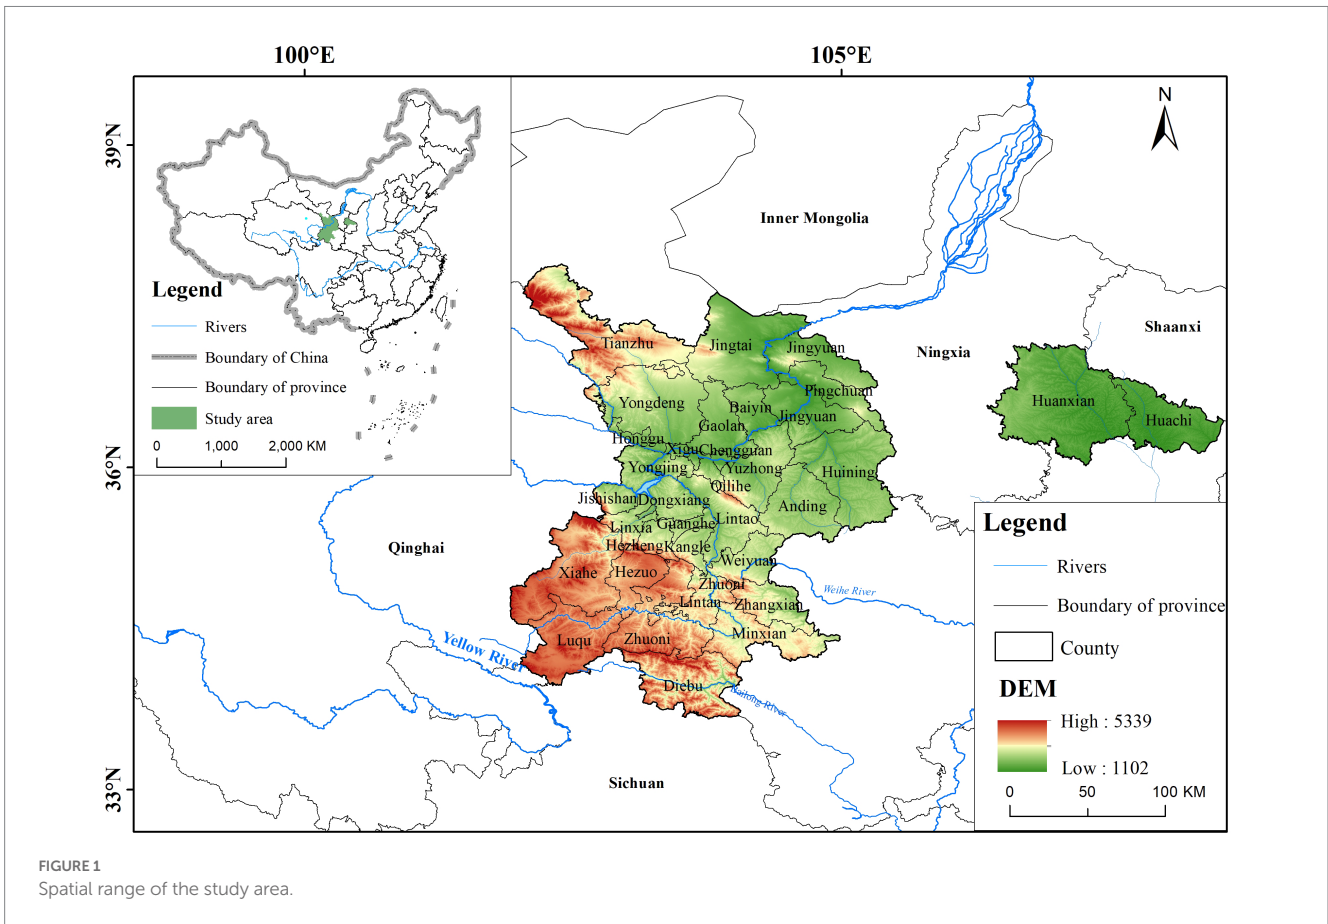 100°E
105°E
39°N
36°N
33°N
N
Legend
Rivers
Boundary of China
Boundary of province
Study area
0 1,000 2,000 KM
Inner Mongolia
Shaanxi
Ningxia
Qinghai
Sichuan
Tianzhu
Jingtai
Jingyuan
Pingchuan
Yongdeng
Baiyin
Jingyuan
Gaolan
Honggu
Xigu
Chengguan
Yongjing
Yuzhong
Huining
Qilihe
Jishishan
Dongxiang
Anding
Linxia
Guanghe
Lintao
Hezheng
Kangle
Weiyuan
Xiahe
Hezuo
Zhuoni
Lintan
Zhangxian
Luqu
Zhuoni
Minxian
Diebu
Huanxian
Huachi
Weihe River
Yellow River
Bailong River
Legend
Rivers
Boundary of province
County
DEM
High : 5339
Low : 1102
0 50 100 KM
FIGURE 1
Spatial range of the study area.